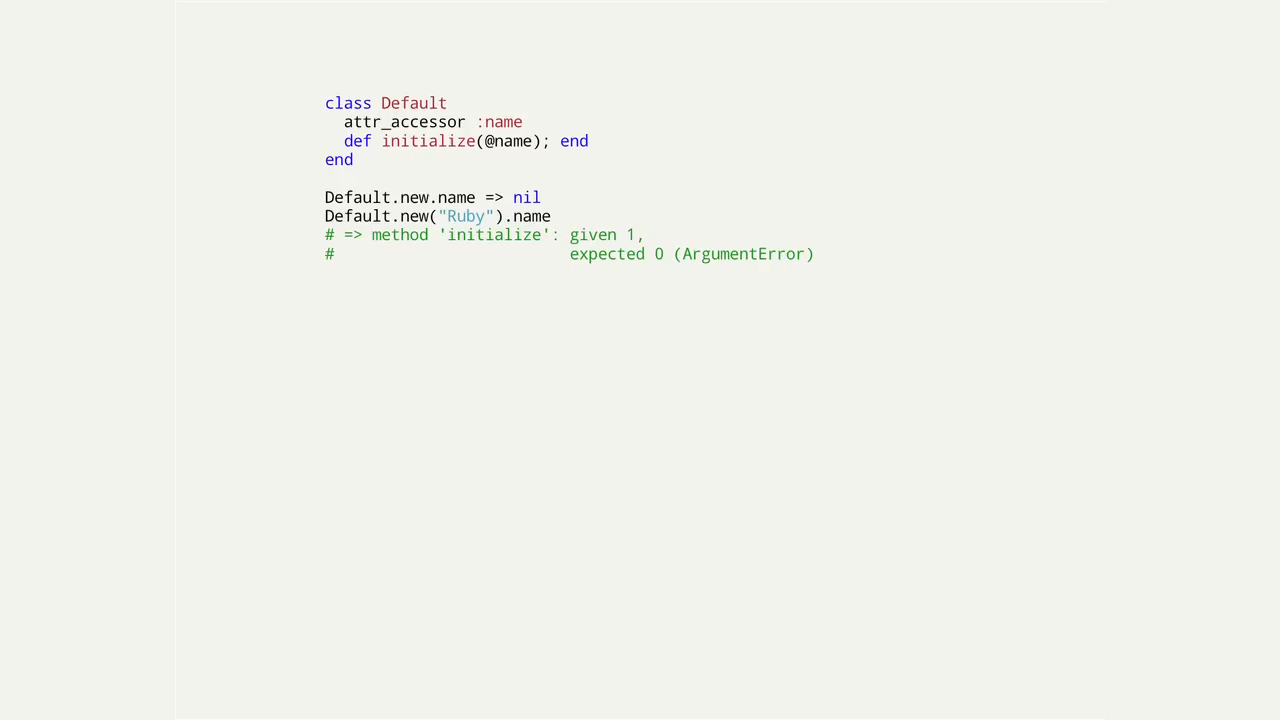 class Default
  attr_accessor :name
  def initialize(@name); end
end

Default.new.name => nil
Default.new("Ruby").name
# => method 'initialize': given 1,
#                         expected 0 (ArgumentError)